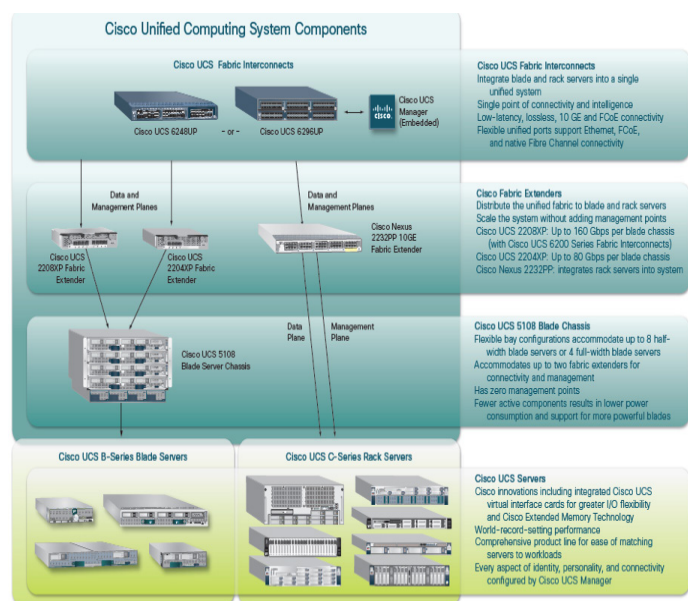 Cisco Unified Computing System Components
Cisco UCS Fabric Interconnects
Cisco UCS 6248UP
- or -
Cisco UCS 6296UP
CISCO
Cisco UCS
Manager
(Embedded)
Cisco UCS Fabric Interconnects
Integrate blade and rack servers into a single
unified system
Single point of connectivity and intelligence
Low-latency, lossless, 10 GE and FCoE connectivity
Flexible unified ports support Ethernet, FCoE,
and native Fibre Channel connectivity
Data and
Management Planes
Data and
Management Planes
Cisco UCS
2208XP Fabric
Extender
Cisco UCS
2204XP Fabric
Extender
Cisco Nexus
2232PP 10GE
Fabric Extender
Cisco Fabric Extenders
Distribute the unified fabric to blade and rack servers
Scale the system without adding management points
Cisco UCS 2208XP: Up to 160 Gbps per blade chassis
(with Cisco UCS 6200 Series Fabric Interconnects)
Cisco UCS 2204XP: Up to 80 Gbps per blade chassis
Cisco Nexus 2232PP: integrates rack servers into system
Cisco UCS 5108
Blade Server Chassis
Data
Plane
Management
Plane
Cisco UCS 5108 Blade Chassis
Flexible bay configurations accommodate up to 8 half-
width blade servers or 4 full-width blade servers
Accommodates up to two fabric extenders for
connectivity and management
Has zero management points
Fewer active components results in lower power
consumption and support for more powerful blades
Cisco UCS B-Series Blade Servers
Cisco UCS C-Series Rack Servers
Cisco UCS Servers
Cisco innovations including integrated Cisco UCS
virtual interface cards for greater I/O flexibility
and Cisco Extended Memory Technology
World-record-setting performance
Comprehensive product line for ease of matching
servers to workloads
Every aspect of identity, personality, and connectivity
configured by Cisco UCS Manager